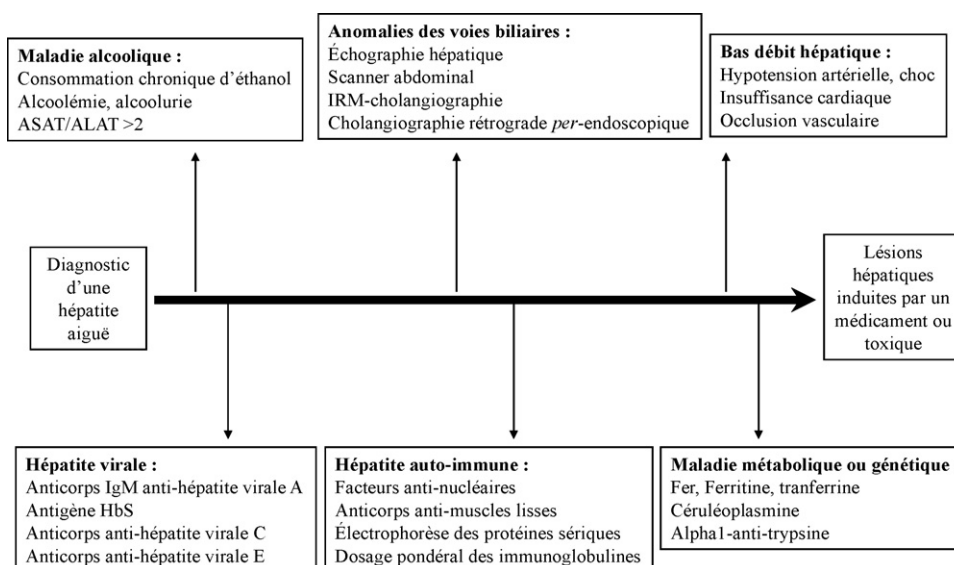 Maladie alcoolique :
Consommation chronique d'éthanol
Alcoolémie, alcoolurie
ASAT/ALAT >2
Anomalies des voies biliaires :
Échographie hépatique
Scanner abdominal
IRM-cholangiographie
Cholangiographie rétrograde per-endoscopique
Bas débit hépatique :
Hypotension artérielle, choc
Insuffisance cardiaque
Occlusion vasculaire
Diagnostic
d'une
hépatite
aiguë
Lésions
hépatiques
induites par un
médicament ou
toxique
Hépatite virale :
Anticorps IgM anti-hépatite virale A
Antigène HbS
Anticorps anti-hépatite virale C
Anticorps anti-hépatite virale E
Hépatite auto-immune :
Facteurs anti-nucléaires
Anticorps anti-muscles lisses
Électrophorèse des protéines sériques
Dosage pondéral des immunoglobulines
Maladie métabolique ou génétique
Fer, Ferritine, tranferrine
Céruléoplasmine
Alpha1-anti-trypsine